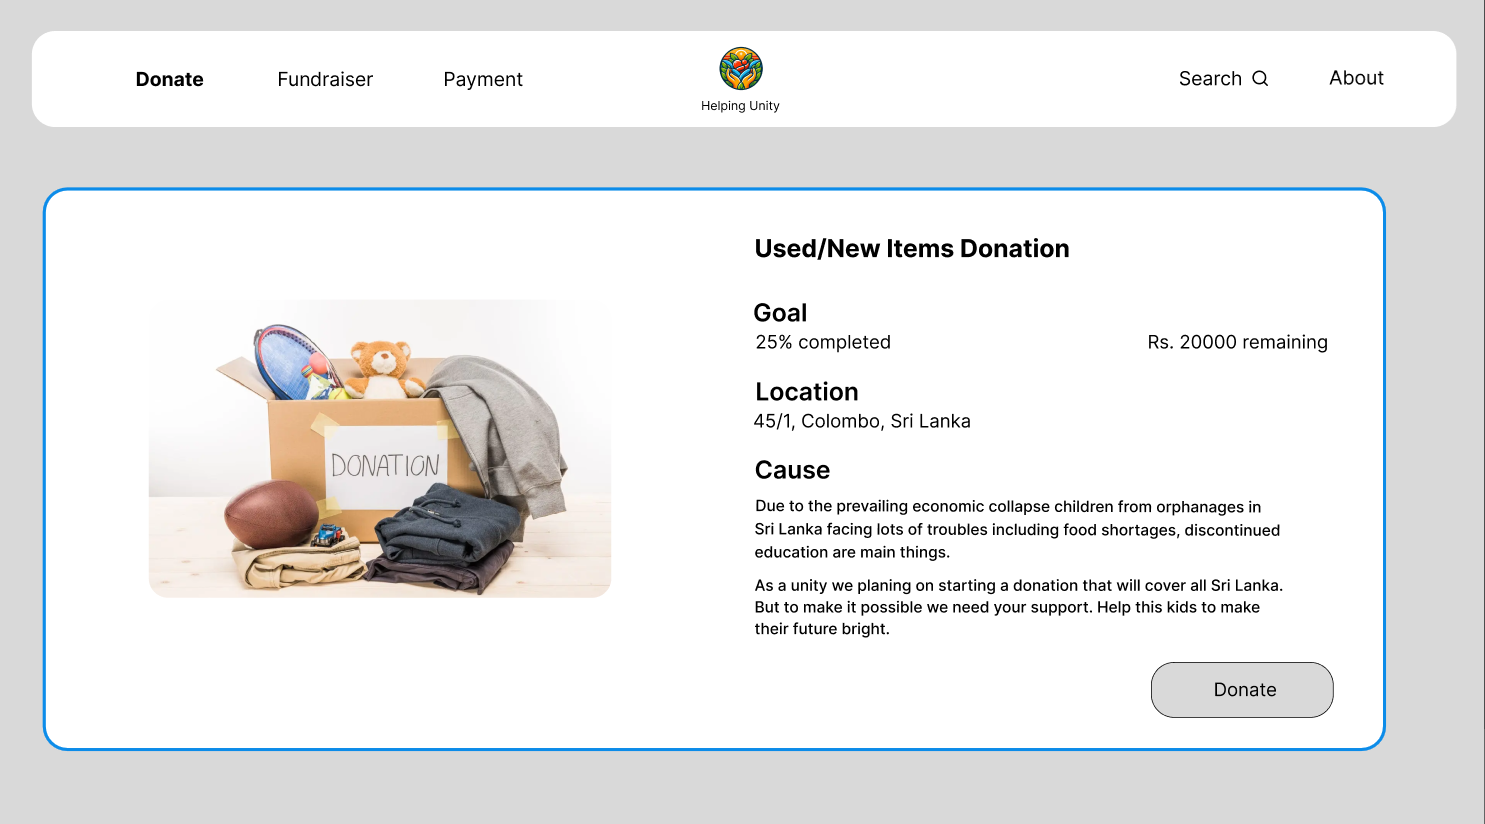 Donate
Fundraiser
Payment
Helping Unity
Search
About
Used/New Items Donation
Goal
25% completed
Rs. 20000 remaining
Location
45/1, Colombo, Sri Lanka
Cause
Due to the prevailing economic collapse children from orphanages in
Sri Lanka facing lots of troubles including food shortages, discontinued
education are main things.
As a unity we planing on starting a donation that will cover all Sri Lanka.
But to make it possible we need your support. Help this kids to make
their future bright.
DONATION
Donate